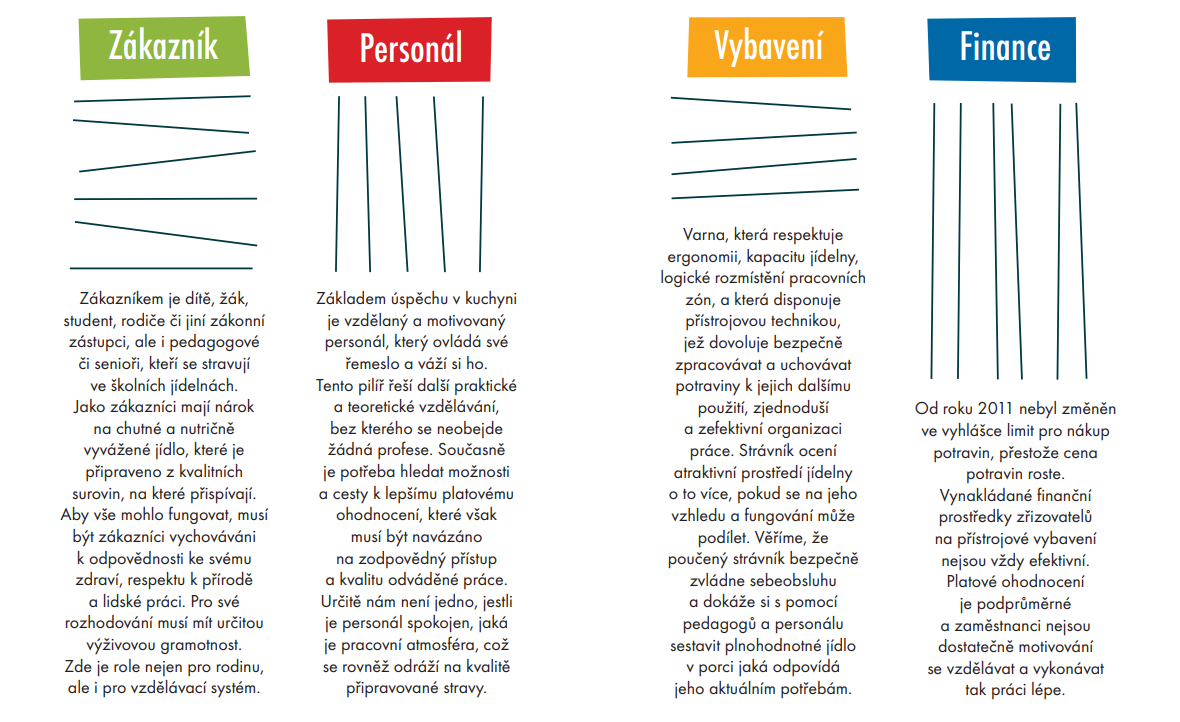 Zákazník
Zákazníkem je dítě, žák,
student, rodiče či jiní zákonní
zástupci, ale i pedagogové
či senioři, kteří se stravují
ve školních jídelnách.
Jako zákazníci mají nárok
na chutné a nutričně
vyvážené jídlo, které je
připraveno z kvalitních
surovin, na které přispívají.
Aby vše mohlo fungovat, musí
být zákazníci vychováváni
k odpovědnosti ke svému
zdraví, respektu k přírodě
a lidské práci. Pro své
rozhodování musí mít určitou
výživovou gramotnost.
Zde je role nejen pro rodinu,
ale i pro vzdělávací systém.
Personál
Základem úspěchu v kuchyni
je vzdělaný a motivovaný
personál, který ovládá své
řemeslo a váží si ho.
Tento pilíř řeší další praktické
a teoretické vzdělávání,
bez kterého se neobejde
žádná profese. Současně
je potřeba hledat možnosti
a cesty k lepšímu platovému
ohodnocení, které však
musí být navázáno
na zodpovědný přístup
a kvalitu odváděné práce.
Určitě nám není jedno, jestli
je personál spokojen, jaká
je pracovní atmosféra, což
se rovněž odráží na kvalitě
připravované stravy.
Vybavení
Varna, která respektuje
ergonomii, kapacitu jídelny,
logické rozmístění pracovních
zón, a která disponuje
přístrojovou technikou,
jež dovoluje bezpečně
zpracovávat a uchovávat
potraviny k jejich dalšímu
použití, zjednoduší
a zefektivní organizaci
práce. Strávník ocení
atraktivní prostředí jídelny
o to více, pokud se na jeho
vzhledu a fungování může
podílet. Věříme, že
poučený strávník bezpečně
zvládne sebeobsluhu
a dokáže si s pomocí
pedagogů a personálu
sestavit plnohodnotné jídlo
v porci jaká odpovídá
jeho aktuálním potřebám.
Finance
Od roku 2011 nebyl změněn
ve vyhlášce limit pro nákup
potravin, přestože cena
potravin roste.
Vynakládané finanční
prostředky zřizovatelů
na přístrojové vybavení
nejsou vždy efektivní.
Platové ohodnocení
je podprůměrné
a zaměstnanci nejsou
dostatečně motivování
se vzdělávat a vykonávat
tak práci lépe.